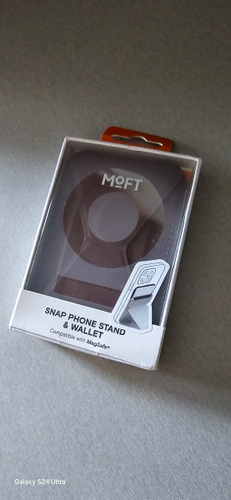 MOFT
SNAP PHONE STAND
& WALLET
Compatible with MagSafe*
Galaxy S24 Ultra